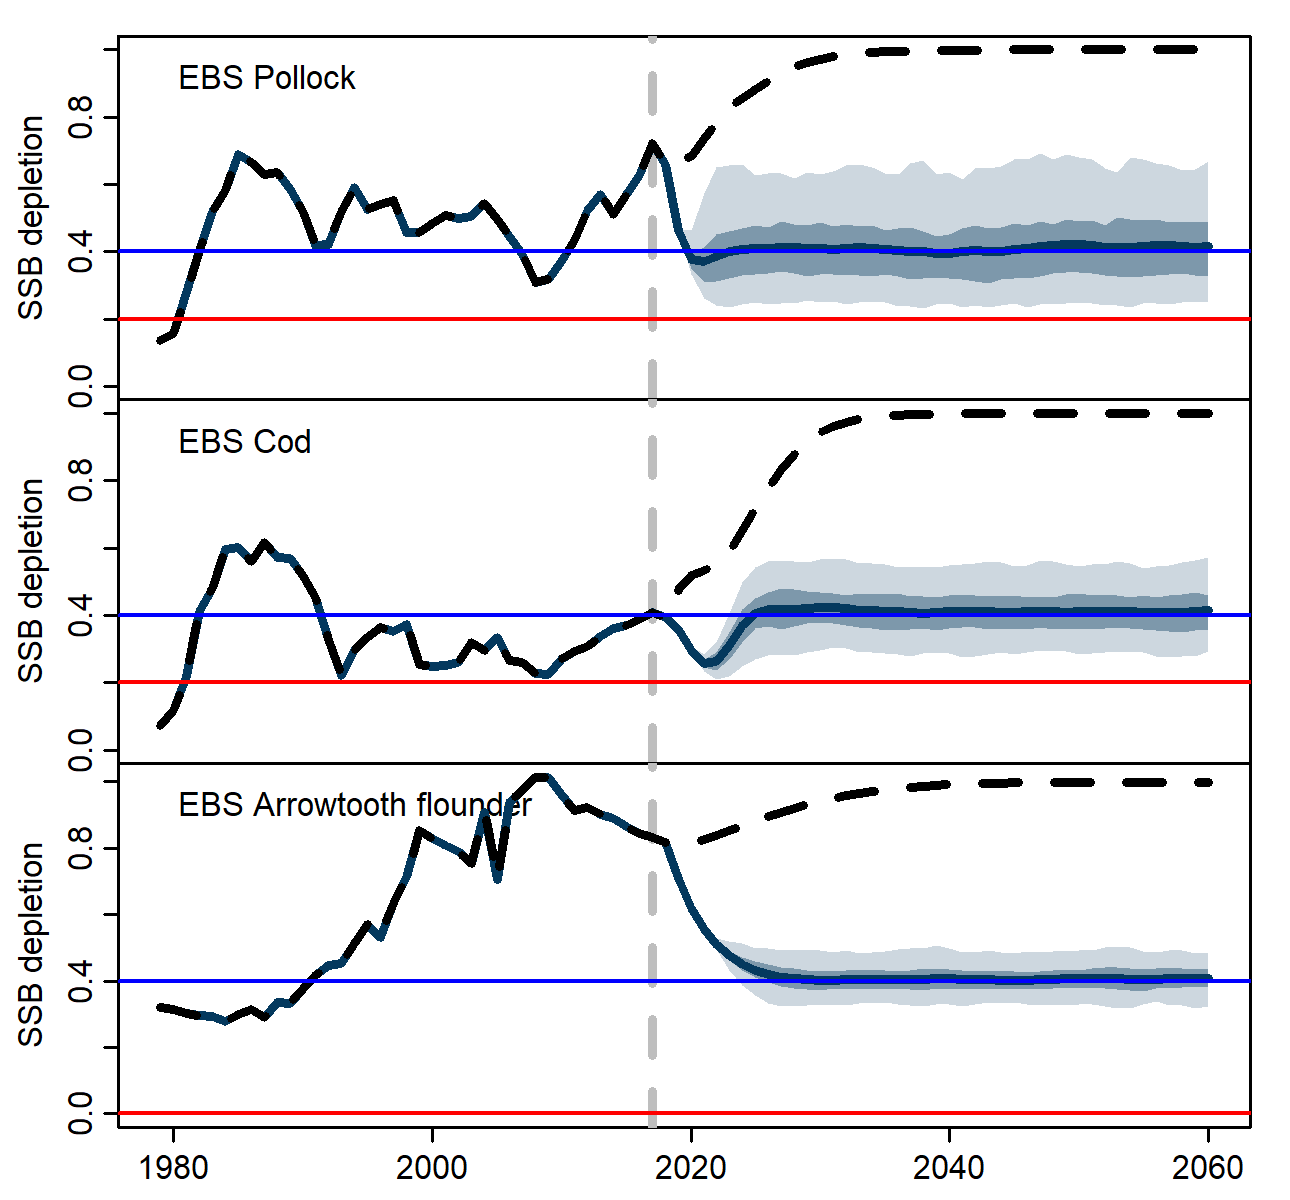 EBS Pollock
SSB depletion
0.8
0.4
0.0
EBS Cod
SSB depletion
0.8
0.4
0.0
EBS Arrowtooth flounder
SSB depletion
0.8
0.4
0.0
1980 2000 2020 2040 2060